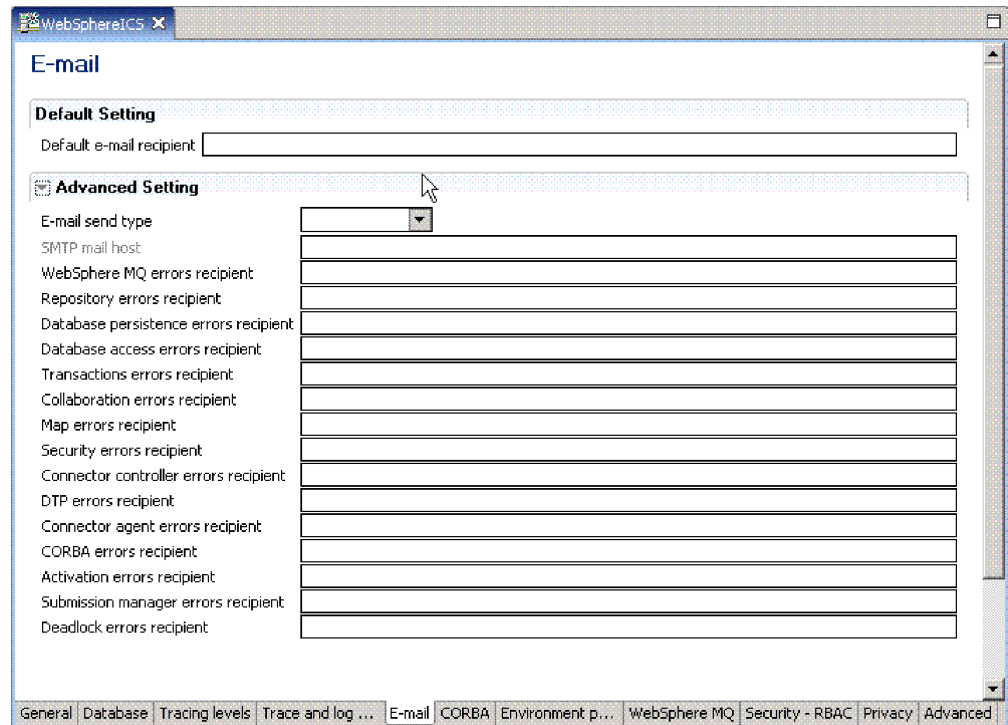 WebSphereICS
E-mail
Default Setting
Default e-mail recipient
Advanced Setting
E-mail send type
SMTP mail host
WebSphere MQ errors recipient
Repository errors recipient
Database persistence errors recipient
Database access errors recipient
Transactions errors recipient
Collaboration errors recipient
Map errors recipient
Security errors recipient
Connector controller errors recipient
DTP errors recipient
Connector agent errors recipient
CORBA errors recipient
Activation errors recipient
Submission manager errors recipient
Deadlock errors recipient
General Database Tracing levels Trace and log ... E-mail CORBA Environment p... WebSphere MQ Security - RBAC Privacy Advanced